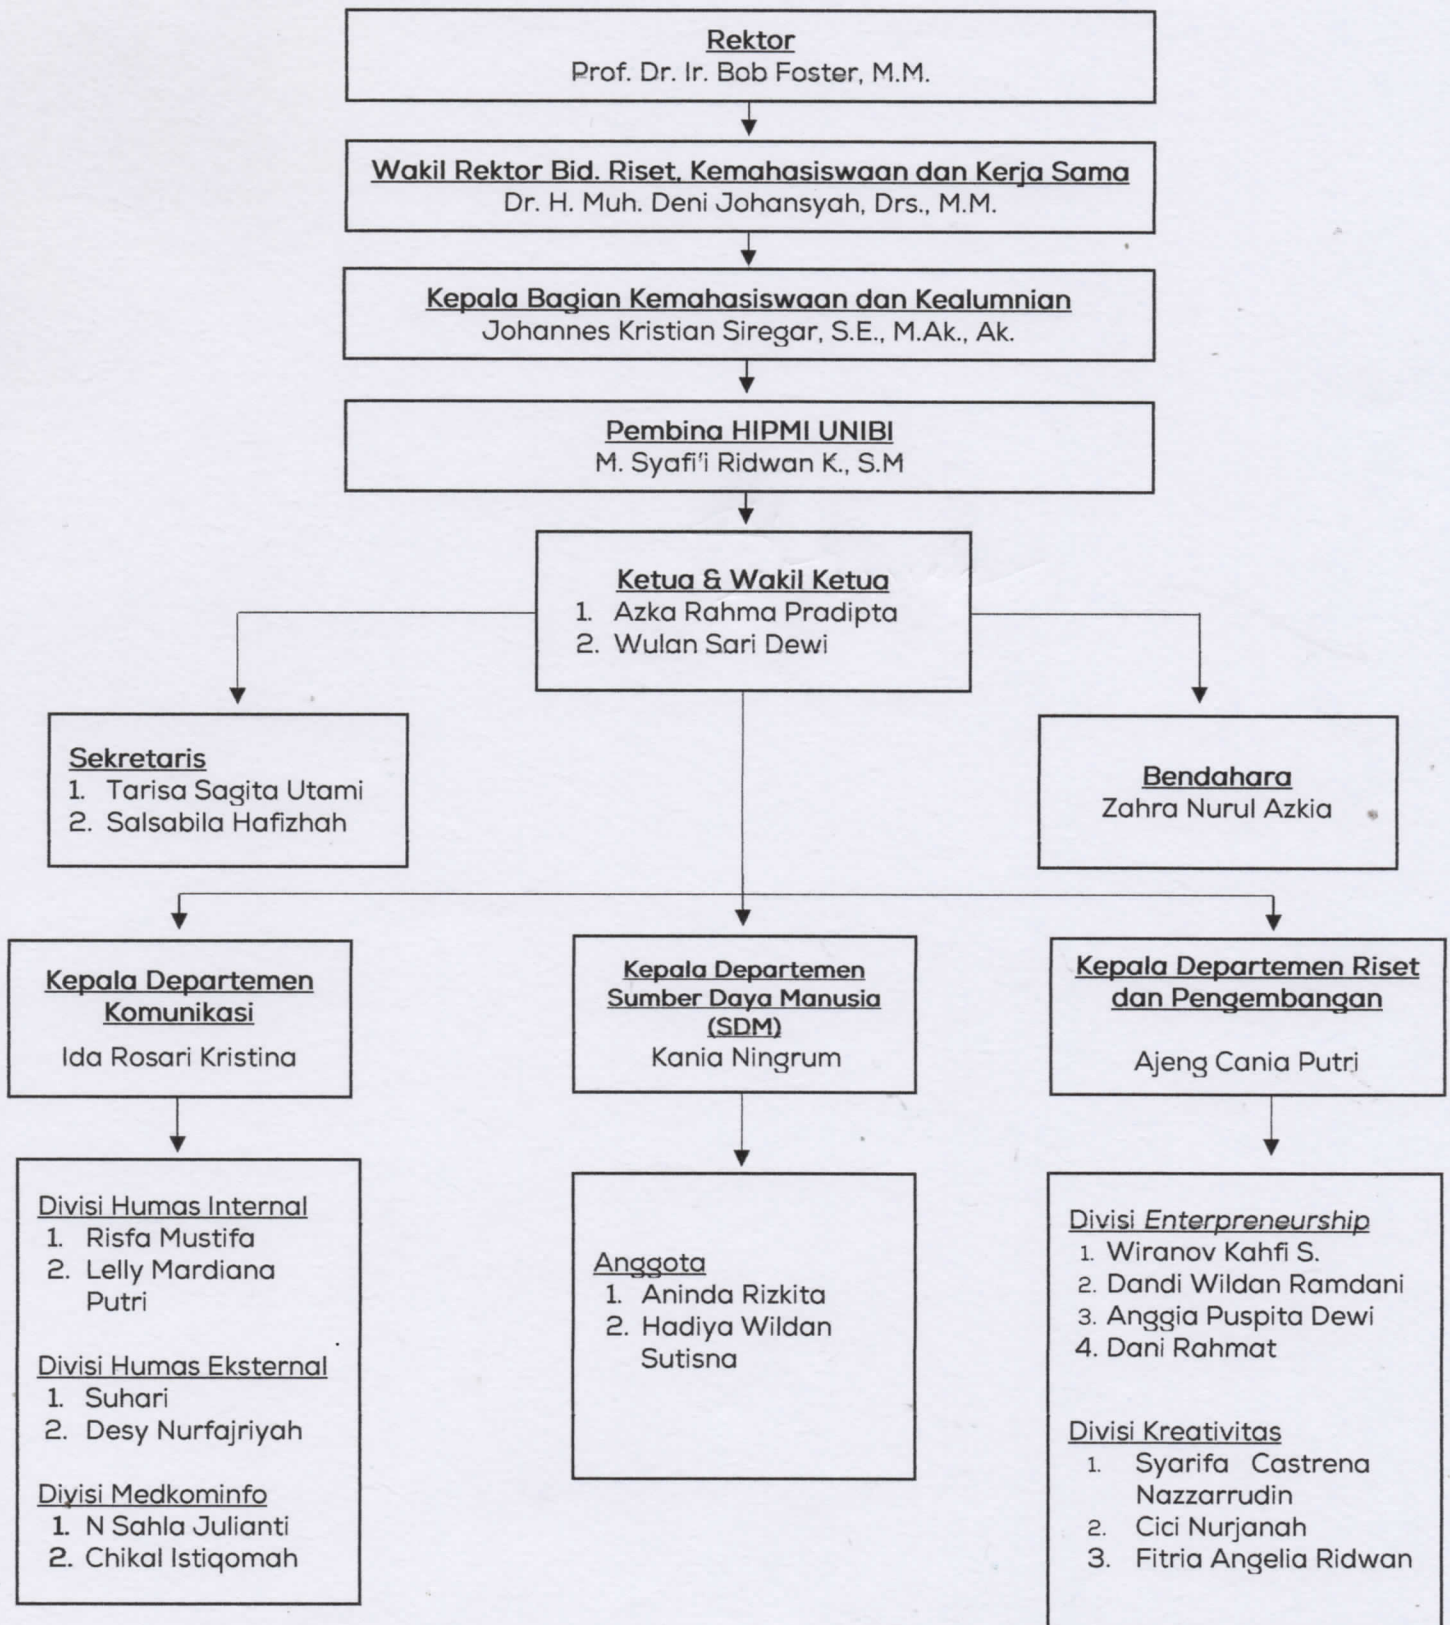 Rektor
Prof. Dr. Ir. Bob Foster, M.M.
Wakil Rektor Bid. Riset, Kemahasiswaan dan Kerja Sama
Dr. H. Muh. Deni Johansyah, Drs., M.M.
Kepala Bagian Kemahasiswaan dan Kealumnian
Johannes Kristian Siregar, S.E., M.Ak., Ak.
Pembina HIPMI UNIBI
M. Syafi'i Ridwan K., S.M
Ketua & Wakil Ketua
1. Azka Rahma Pradipta
2. Wulan Sari Dewi
Sekretaris
1. Tarisa Sagita Utami
2. Salsabila Hafizhah
Bendahara
Zahra Nurul Azkia
Kepala Departemen
Komunikasi
Ida Rosari Kristina
Kepala Departemen
Sumber Daya Manusia
(SDM)
Kania Ningrum
Kepala Departemen Riset
dan Pengembangan
Ajeng Cania Putri
Divisi Humas Internal
1. Risfa Mustifa
2. Lelly Mardiana
Putri
Divisi Humas Eksternal
1. Suhari
2. Desy Nurfajriyah
Divisi Medkominfo
1. N Sahla Julianti
2. Chikal Istiqomah
Anggota
1. Aninda Rizkita
2. Hadiya Wildan
Sutisna
Divisi Enterpreneurship
1. Wiranov Kahfi S.
2. Dandi Wildan Ramdani
3. Anggia Puspita Dewi
4. Dani Rahmat
Divisi Kreativitas
1. Syarifa Castrena
Nazzarrudin
2. Cici Nurjanah
3. Fitria Angelia Ridwan